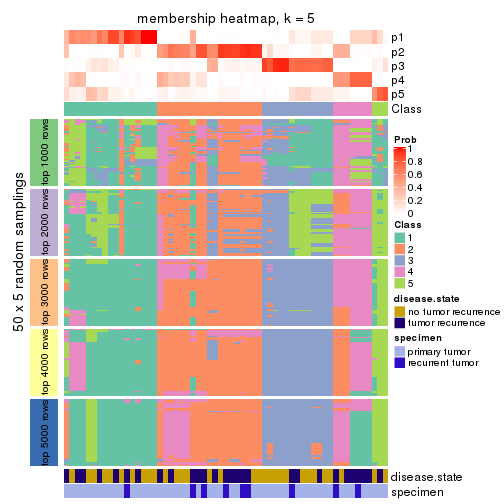 membership heatmap, k = 5
p1
p2
p3
p4
p5
Class
50 x 5 random samplings
top 1000 rows
top 2000 rows
top 3000 rows
top 4000 rows
top 5000 rows
disease.state
specimen
Prob
1
0.8
0.6
0.4
0.2
0
Class
1
2
3
4
5
disease.state
no tumor recurrence
tumor recurrence
specimen
primary tumor
recurrent tumor